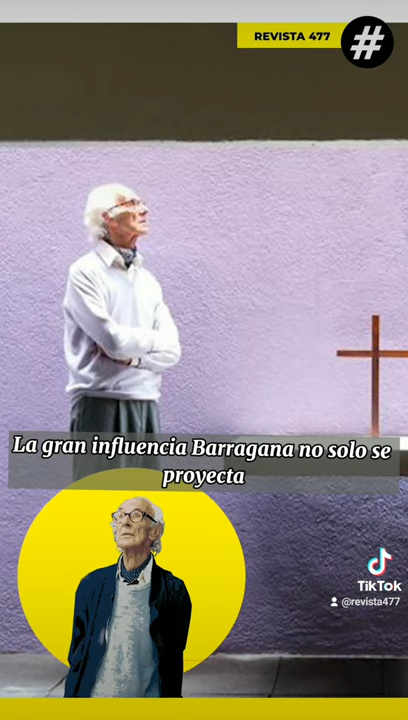 REVISTA 477
#
La gran influencia Barragana no solo se
proyecta
TikTok
@revista477